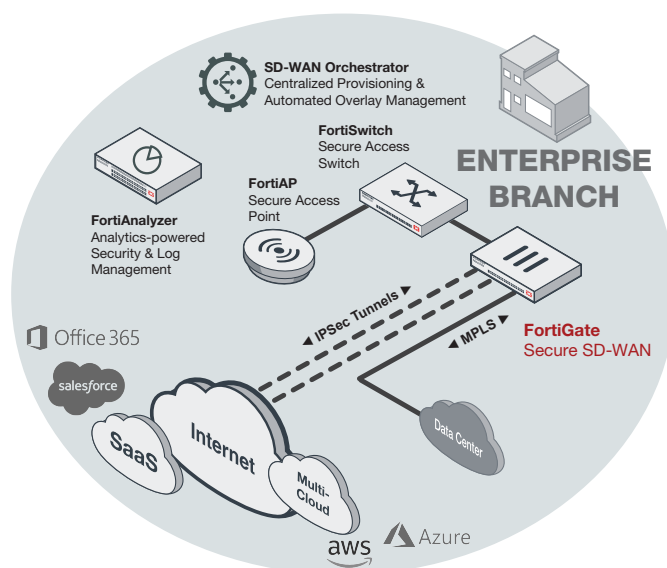 SD-WAN Orchestrator
Centralized Provisioning &
Automated Overlay Management
FortiSwitch
Secure Access
Switch
ENTERPRISE
BRANCH
FortiAP
Secure Access
Point
FortiAnalyzer
Analytics-powered
Security & Log
Management
◄ IPSec Tunnels ►
◄ MPLS ►
FortiGate
Secure SD-WAN
Office 365
salesforce
SaaS
Internet
Multi-
Cloud
Data Center
aws
Azure